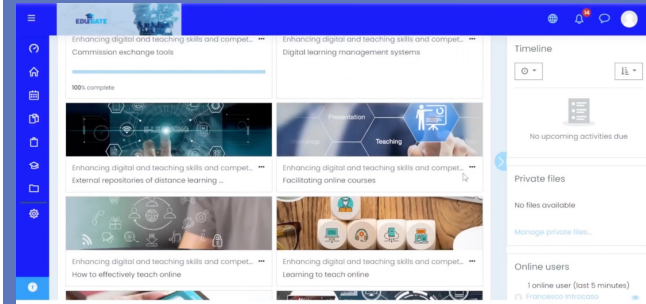 EDUGATE
14
Enhancing digital and teaching skills and compet... •••
Commission exchange tools
100% complete
Enhancing digital and teaching skills and compet... •••
Digital learning management systems
E-LEARNING
Enhancing digital and teaching skills and compet... •••
External repositories of distance learning ...
Presentation
Teaching
Enhancing digital and teaching skills and compet... •••
Facilitating online courses
Enhancing digital and teaching skills and compet... •••
How to effectively teach online
Enhancing digital and teaching skills and compet... •••
Learning to teach online
Timeline
No upcoming activities due
Private files
No files available
Manage private files...
Online users
1 online user (last 5 minutes)
Francesco Introcaso